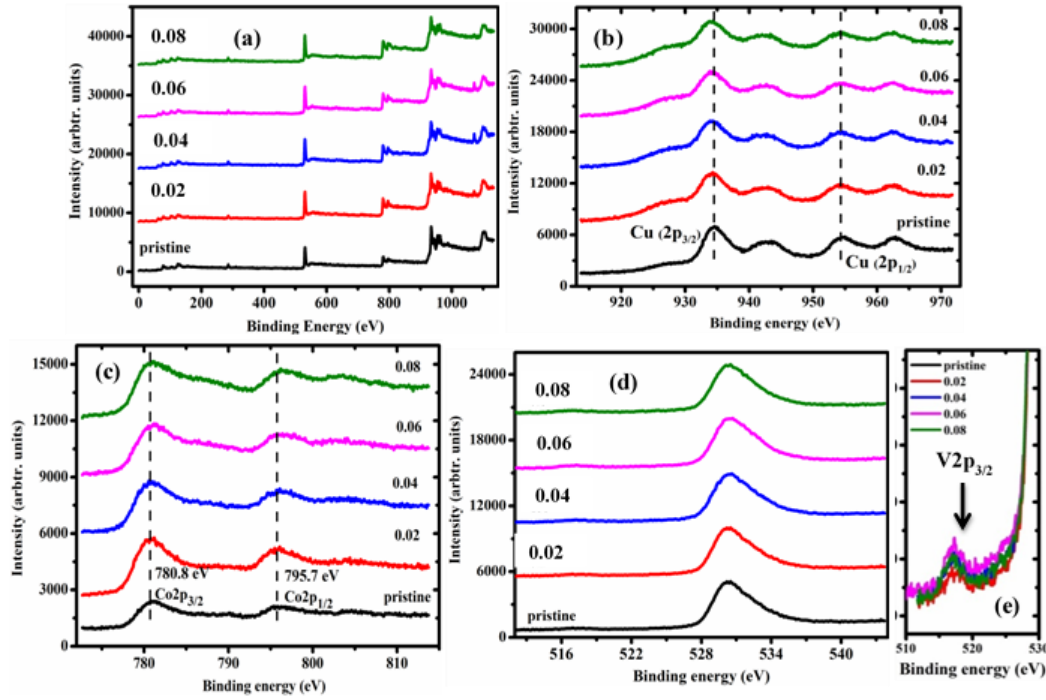 (a)
0.08
0.06
0.04
0.02
pristine
40000
30000
20000
10000
0
Intensity (arbtr. units)
0 200 400 600 800 1000
Binding Energy (eV)
(b)
0.08
0.06
0.04
0.02
pristine
Cu (2p3/2)
Cu (2p1/2)
30000
24000
18000
12000
6000
0
Intensity (arbtr. units)
920 930 940 950 960 970
Binding energy (eV)
(c)
0.08
0.06
0.04
0.02
pristine
780.8 eV
Co2p3/2
795.7 eV
Co2p1/2
15000
12000
9000
6000
3000
0
Intensity (arbtr. units)
780 790 800 810
Binding energy (eV)
(d)
0.08
0.06
0.04
0.02
pristine
24000
18000
12000
6000
0
Intensity (arbtr. units)
516 522 528 534 540
Binding energy (eV)
pristine
0.02
0.04
0.06
0.08
V2p3/2
(e)
510 520 530
Binding energy (eV)